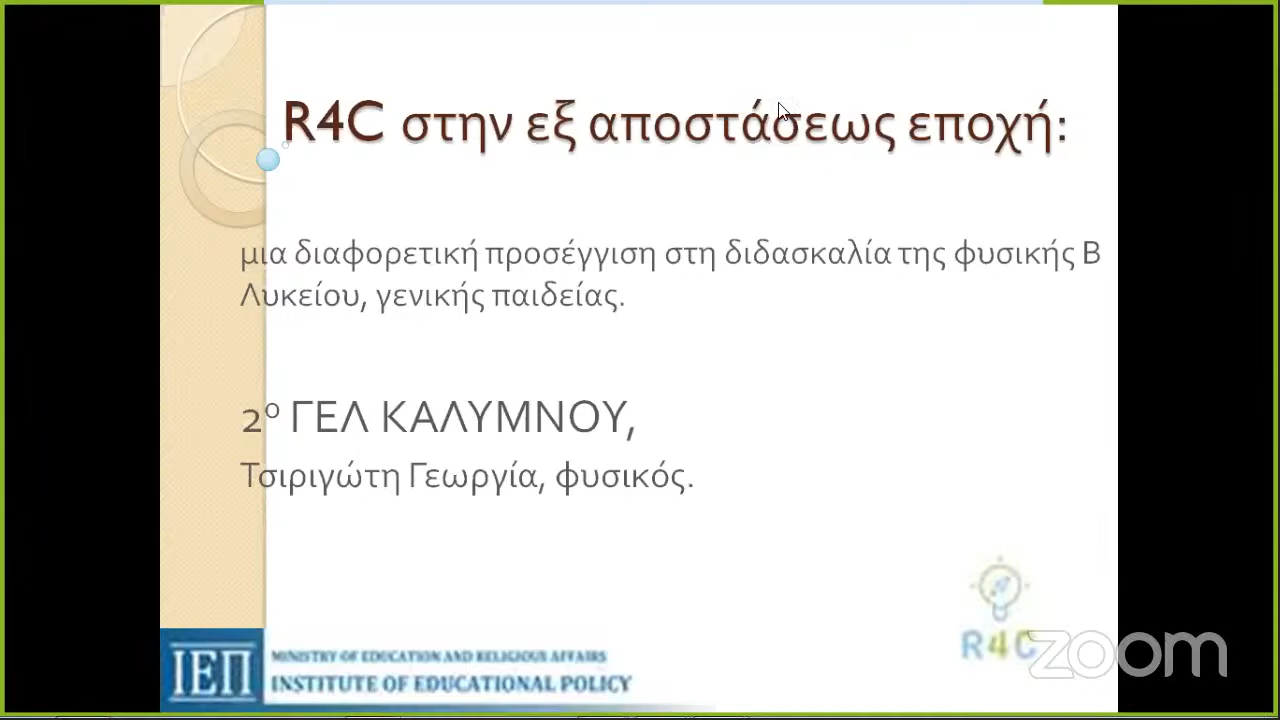 R4C στην εξ αποστάσεως εποχή:
μια διαφορετική προσέγγιση στη διδασκαλία της φυσικής Β
Λυκείου, γενικής παιδείας.
2ο ΓΕΛ ΚΑΛΥΜΝΟΥ,
Τσιριγώτη Γεωργία, φυσικός.
R4C
zoom
ΙΕΠ
MINISTRY OF EDUCATION AND RELIGIOUS AFFAIRS
INSTITUTE OF EDUCATIONAL POLICY